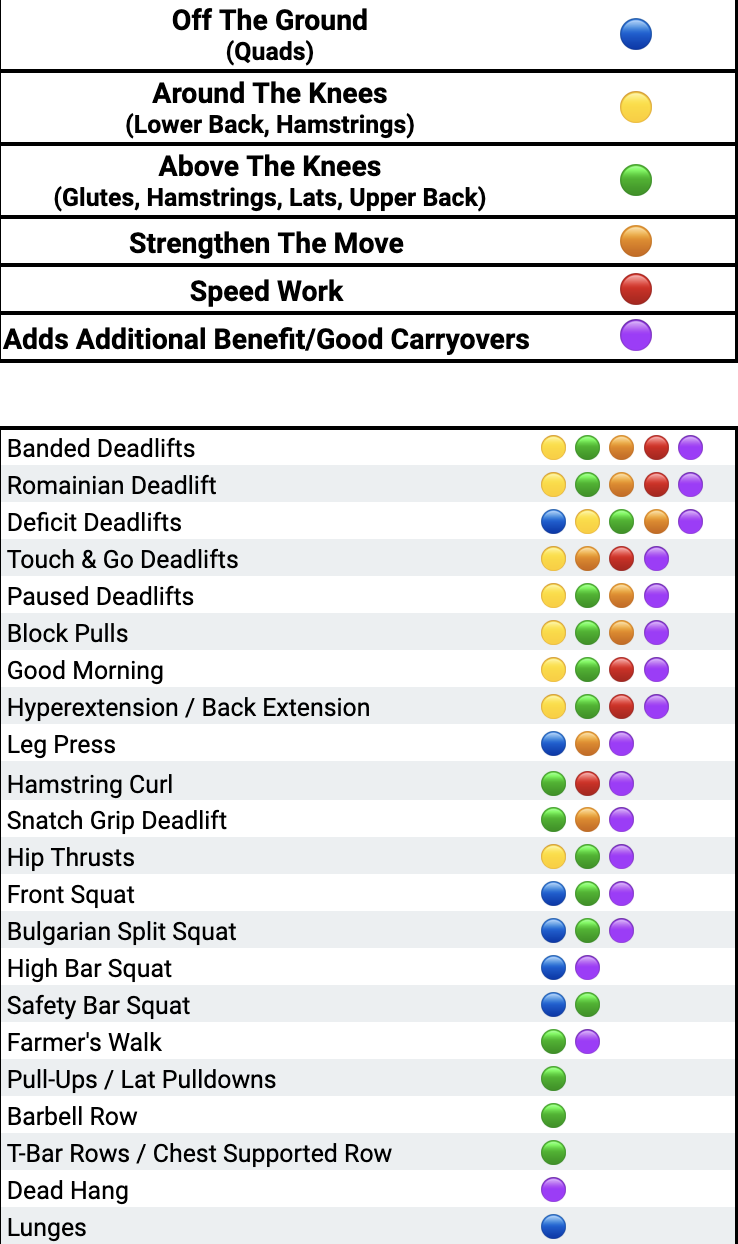 Off The Ground
(Quads)
Around The Knees
(Lower Back, Hamstrings)
Above The Knees
(Glutes, Hamstrings, Lats, Upper Back)
Strengthen The Move
Speed Work
Adds Additional Benefit/Good Carryovers
Banded Deadlifts
Romainian Deadlift
Deficit Deadlifts
Touch & Go Deadlifts
Paused Deadlifts
Block Pulls
Good Morning
Hyperextension / Back Extension
Leg Press
Hamstring Curl
Snatch Grip Deadlift
Hip Thrusts
Front Squat
Bulgarian Split Squat
High Bar Squat
Safety Bar Squat
Farmer's Walk
Pull-Ups / Lat Pulldowns
Barbell Row
T-Bar Rows / Chest Supported Row
Dead Hang
Lunges